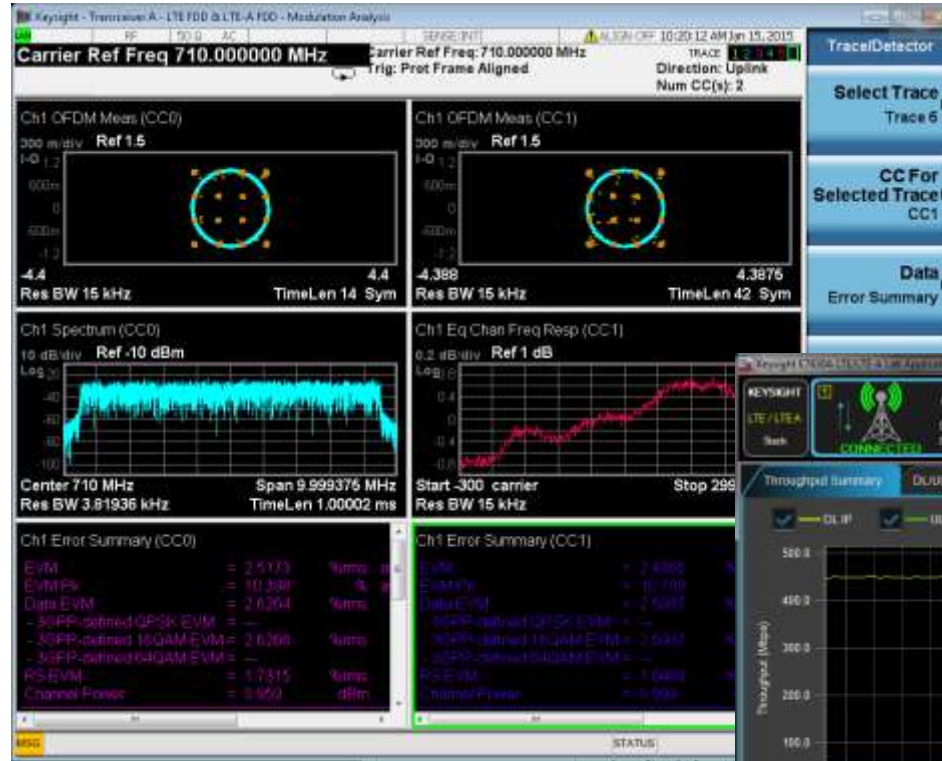 Keysight - Transceiver A - LTE FDD & LTE-A FDD - Modulation Analysis
RF 50 Ω AC SENSE:INT ALIGN OFF 10:20:12 AM Jan 15, 2015
Carrier Ref Freq 710.000000 MHz
Carrier Ref Freq: 710.000000 MHz
Trig: Prot Frame Aligned
TRACE 1 2 3 4 5 6
Direction: Uplink
Num CC(s): 2
Trace/Detector
Select Trace
Trace 6
CC For
Selected Trace
CC1
Data
Error Summary
Ch1 OFDM Meas (CC0)
300 m/div Ref 1.5
I-Q 1.2
600m
0
-600m
-1.2
-4.4 4.4
Res BW 15 kHz TimeLen 14 Sym
Ch1 OFDM Meas (CC1)
300 m/div Ref 1.5
I-Q 1.2
600m
0
-600m
-1.2
-4.388 4.3875
Res BW 15 kHz TimeLen 42 Sym
Ch1 Spectrum (CC0)
10 dB/div Ref -10 dBm
Log -20
-40
-60
-80
-100
Center 710 MHz Span 9.999375 MHz
Res BW 3.81936 kHz TimeLen 1.00002 ms
Ch1 Eq Chan Freq Resp (CC1)
0.2 dB/div Ref 1 dB
Log 0.8
0.4
0
-0.4
-0.8
Start -300 carrier Stop 299
Res BW 15 kHz
Ch1 Error Summary (CC0)
EVM = 2.5173 %rms
EVM Pk = 10.388 %
Data EVM = 2.6264 %rms
- 3GPP-defined QPSK EVM = ---
- 3GPP-defined 16QAM EVM = 2.6266 %rms
- 3GPP-defined 64QAM EVM = ---
RS EVM = 1.7315 %rms
Channel Power = 0.959 dBm
Ch1 Error Summary (CC1)
EVM
EVM Pk
Data EVM
- 3GPP-defined QPSK EVM = ---
- 3GPP-defined 16QAM EVM
- 3GPP-defined 64QAM EVM = ---
RS EVM
Channel Power
MSG STATUS
KEYSIGHT
LTE / LTE-A
Stack
CONNECTED
Throughput Summary
DL IP
Throughput (Mbps)
500.0
400.0
300.0
200.0
100.0